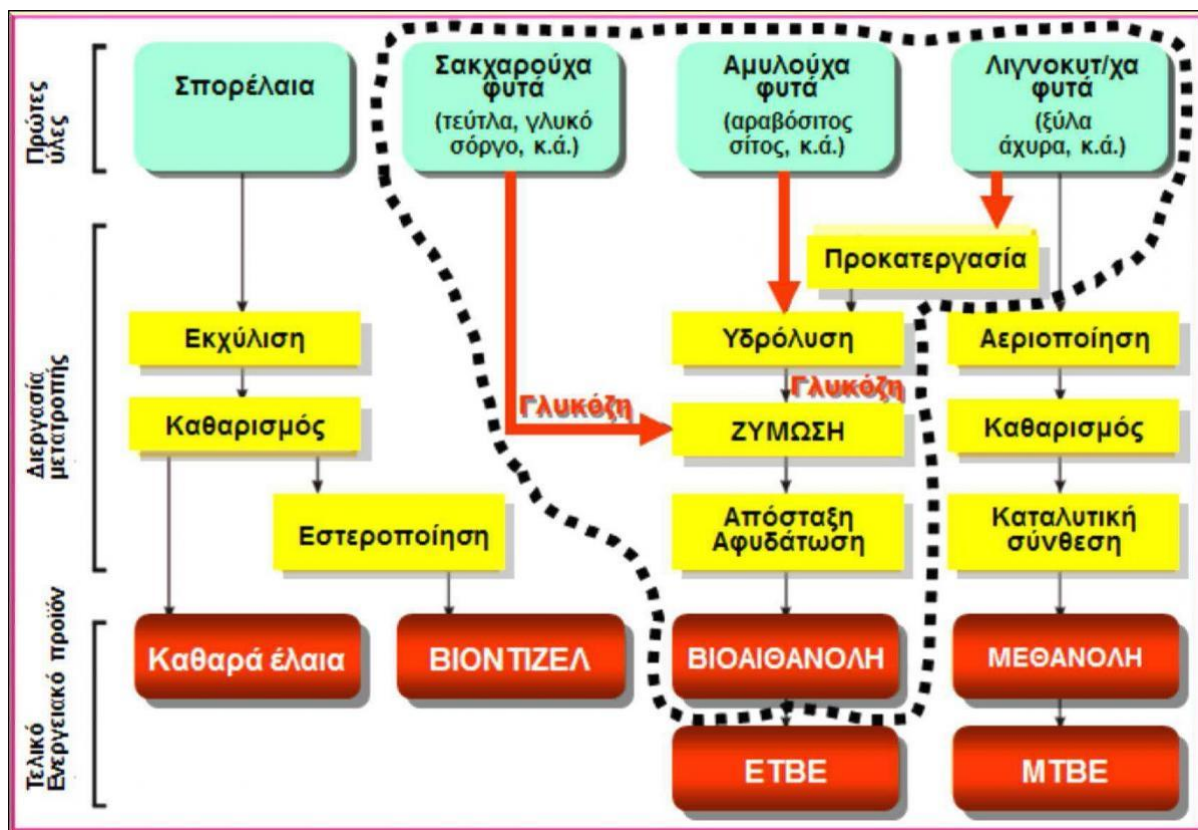 Πρώτες
ύλες
Σπορέλαια
Σακχαρούχα
φυτά
(τεύτλα, γλυκό
σόργο, κ.ά.)
Αμυλούχα
φυτά
(αραβόσιτος
σίτος, κ.ά.)
Λιγνοκυτ/χα
φυτά
(ξύλα
άχυρα, κ.ά.)
Διεργασία
μετατροπής
Προκατεργασία
Εκχύλιση
Υδρόλυση
Αεριοποίηση
Γλυκόζη
Γλυκόζη
Καθαρισμός
ΖΥΜΩΣΗ
Καθαρισμός
Εστεροποίηση
Απόσταξη
Αφυδάτωση
Καταλυτική
σύνθεση
Τελικό
Ενεργειακό προϊόν
Καθαρά έλαια
ΒΙΟΝΤΙΖΕΛ
ΒΙΟΑΙΘΑΝΟΛΗ
ΜΕΘΑΝΟΛΗ
ETBE
MTBE